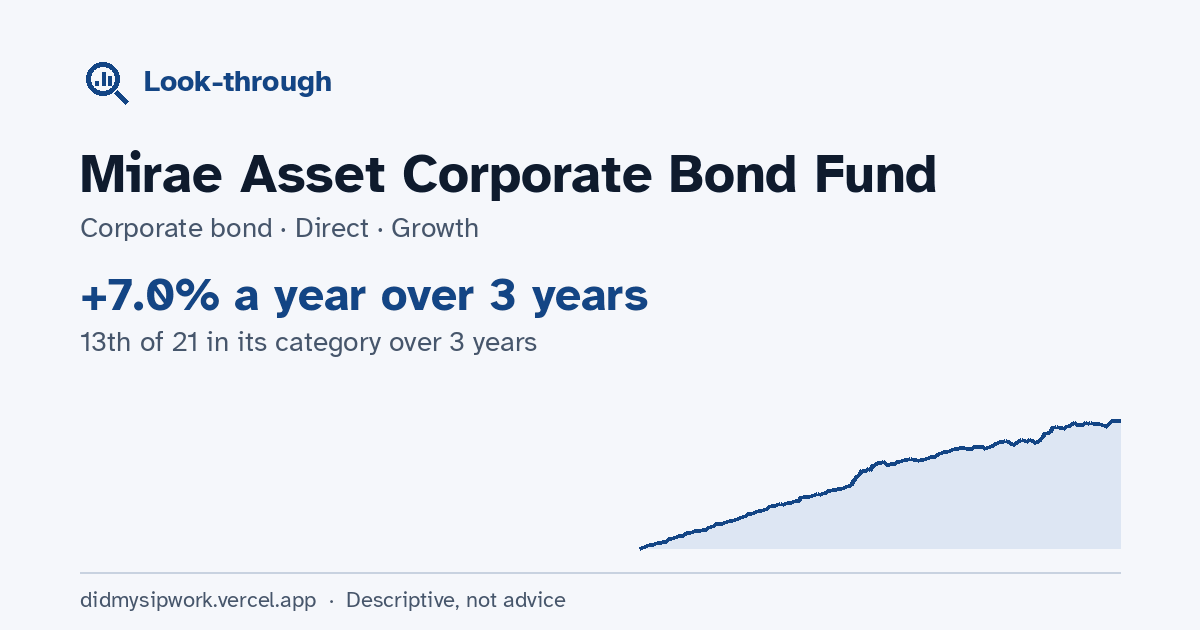 Look-through
Mirae Asset Corporate Bond Fund
Corporate bond · Direct · Growth
+7.0% a year over 3 years
13th of 21 in its category over 3 years
didmysipwork.vercel.app · Descriptive, not advice